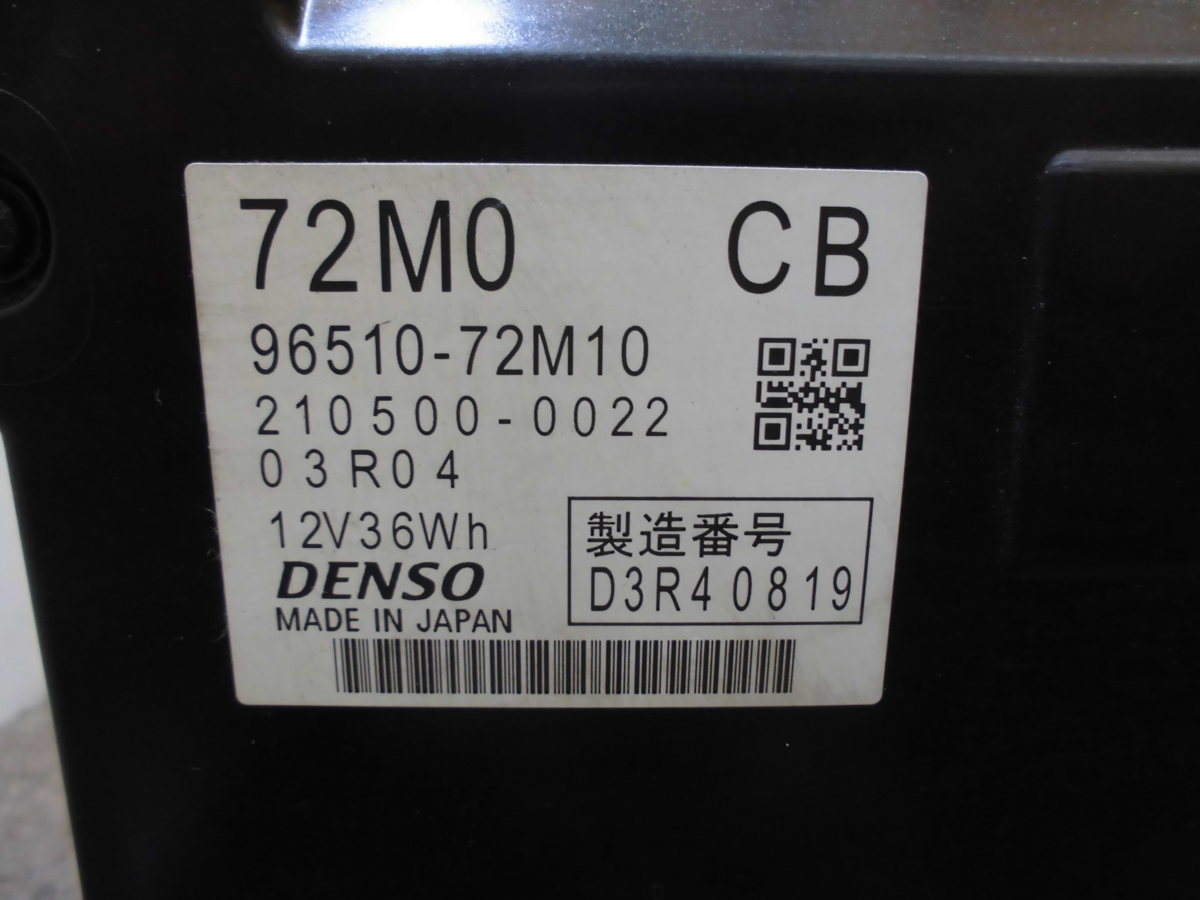 72M0 CB
96510-72M10
210500-0022
03R04
12V36Wh
DENSO
MADE IN JAPAN
製造番号
D3R40819